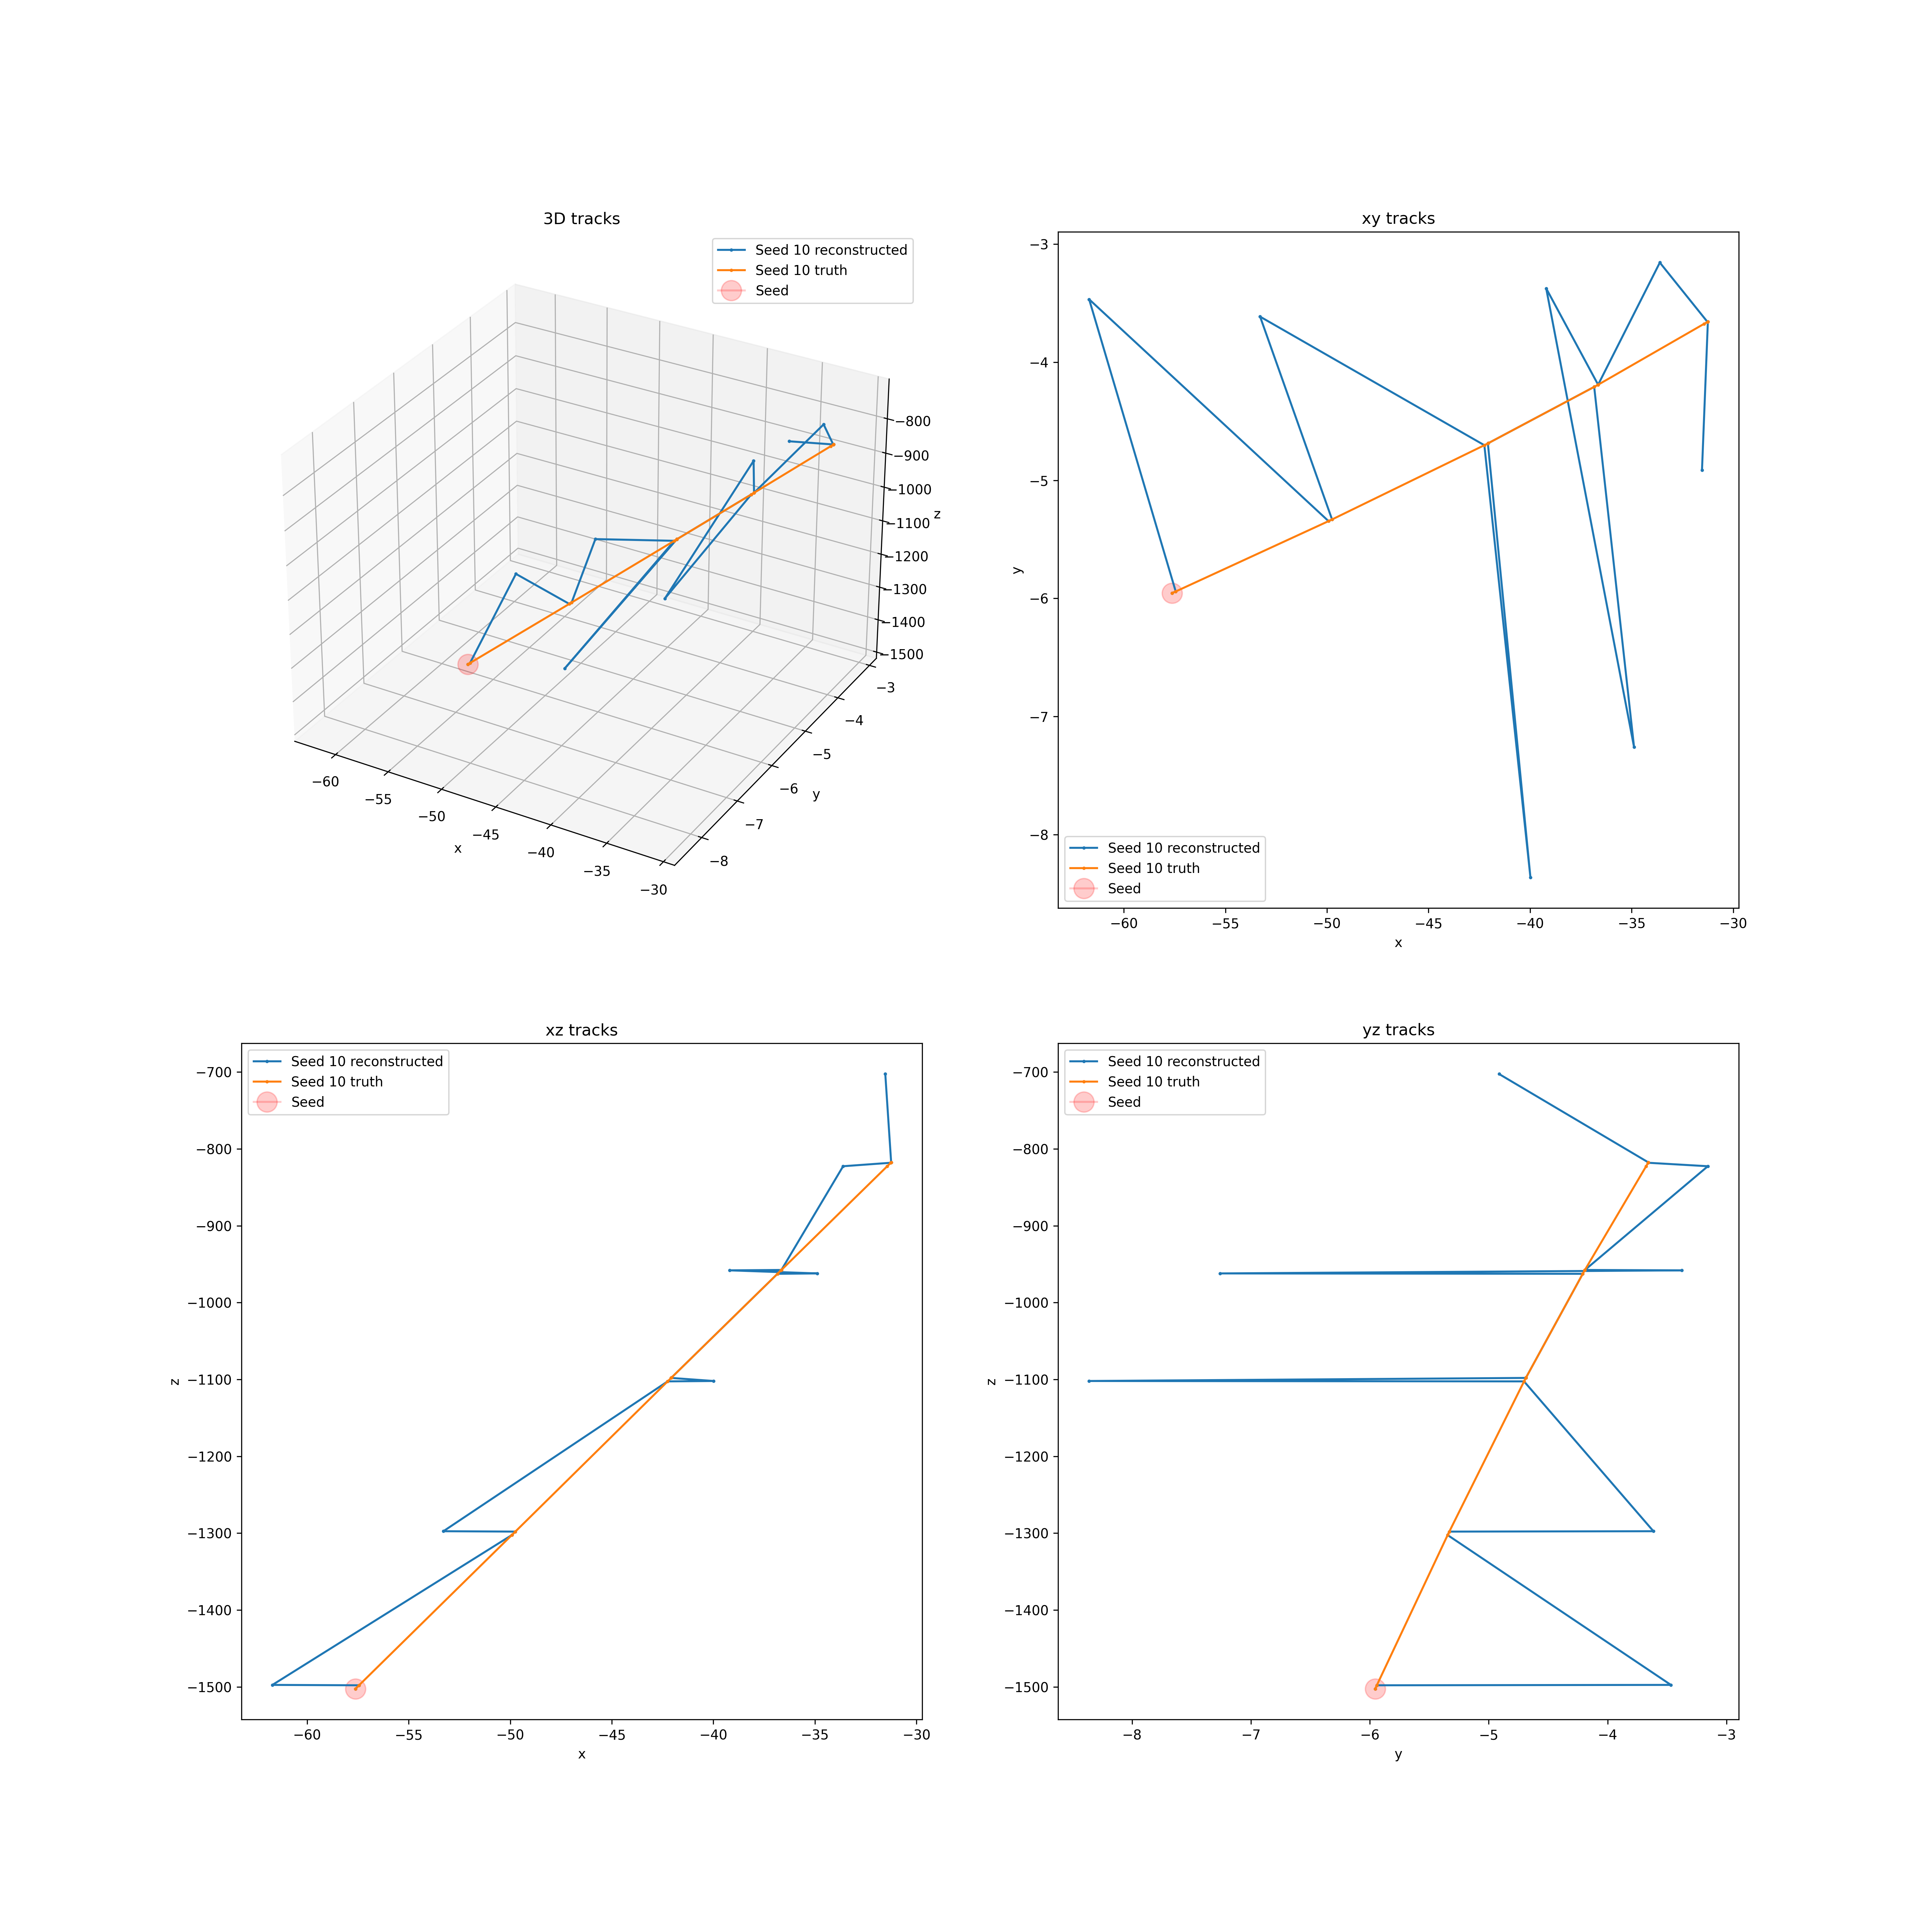 3D tracks
Seed 10 reconstructed
Seed 10 truth
Seed
−800
−900
−1000
−1100
−1200
−1300
−1400
−1500
z
−3
−4
−5
−6
−7
−8
y
−60
−55
−50
−45
−40
−35
−30
x
xy tracks
−3
−4
−5
−6
−7
−8
y
Seed 10 reconstructed
Seed 10 truth
Seed
−60 −55 −50 −45 −40 −35 −30
x
xz tracks
Seed 10 reconstructed
Seed 10 truth
Seed
−700
−800
−900
−1000
−1100
−1200
−1300
−1400
−1500
z
−60 −55 −50 −45 −40 −35 −30
x
yz tracks
Seed 10 reconstructed
Seed 10 truth
Seed
−700
−800
−900
−1000
−1100
−1200
−1300
−1400
−1500
z
−8 −7 −6 −5 −4 −3
y